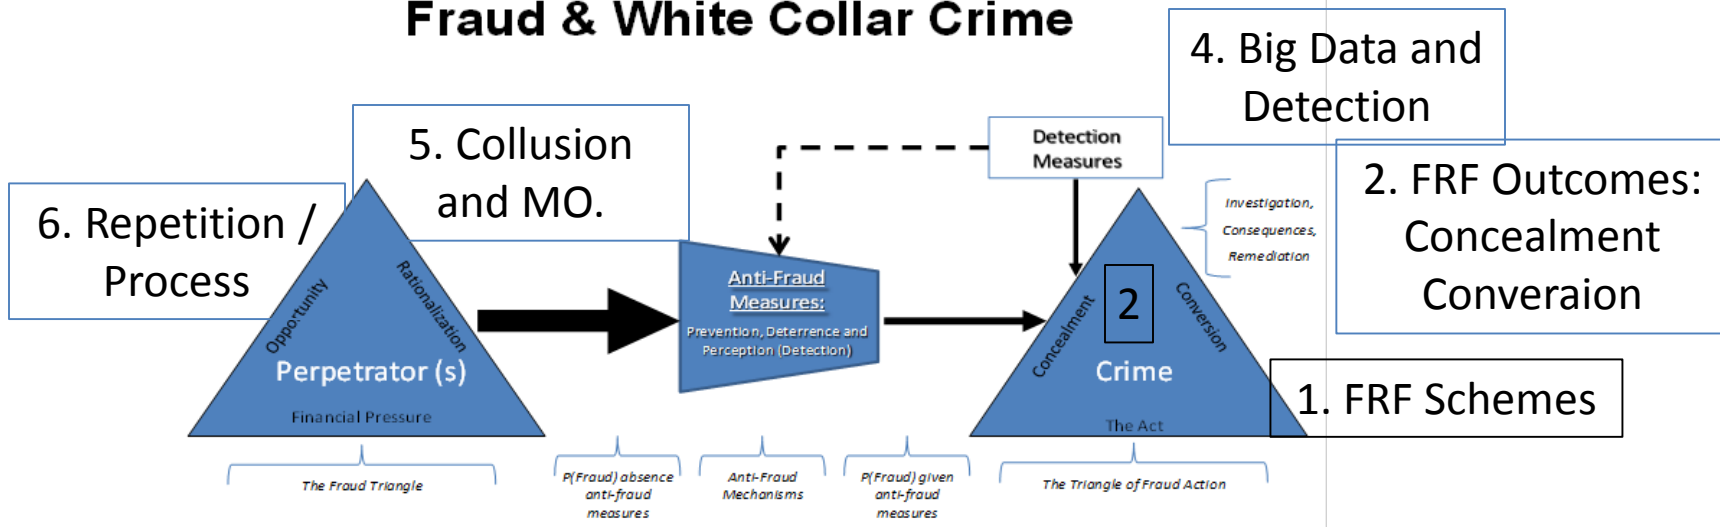 Fraud & White Collar Crime
4. Big Data and
Detection
5. Collusion
and MO.
Detection
Measures
2. FRF Outcomes:
Concealment
Converaion
6. Repetition /
Process
Investigation,
Consequences,
Remediation
Opportunity
Rationalization
Perpetrator (s)
Financial Pressure
Anti-Fraud
Measures:
Prevention, Deterrence and
Perception (Detection)
Concealment
2
Conversion
Crime
The Act
1. FRF Schemes
The Fraud Triangle
P(Fraud) absence
anti-fraud
measures
Anti-Fraud
Mechanisms
P(Fraud) given
anti-fraud
measures
The Triangle of Fraud Action